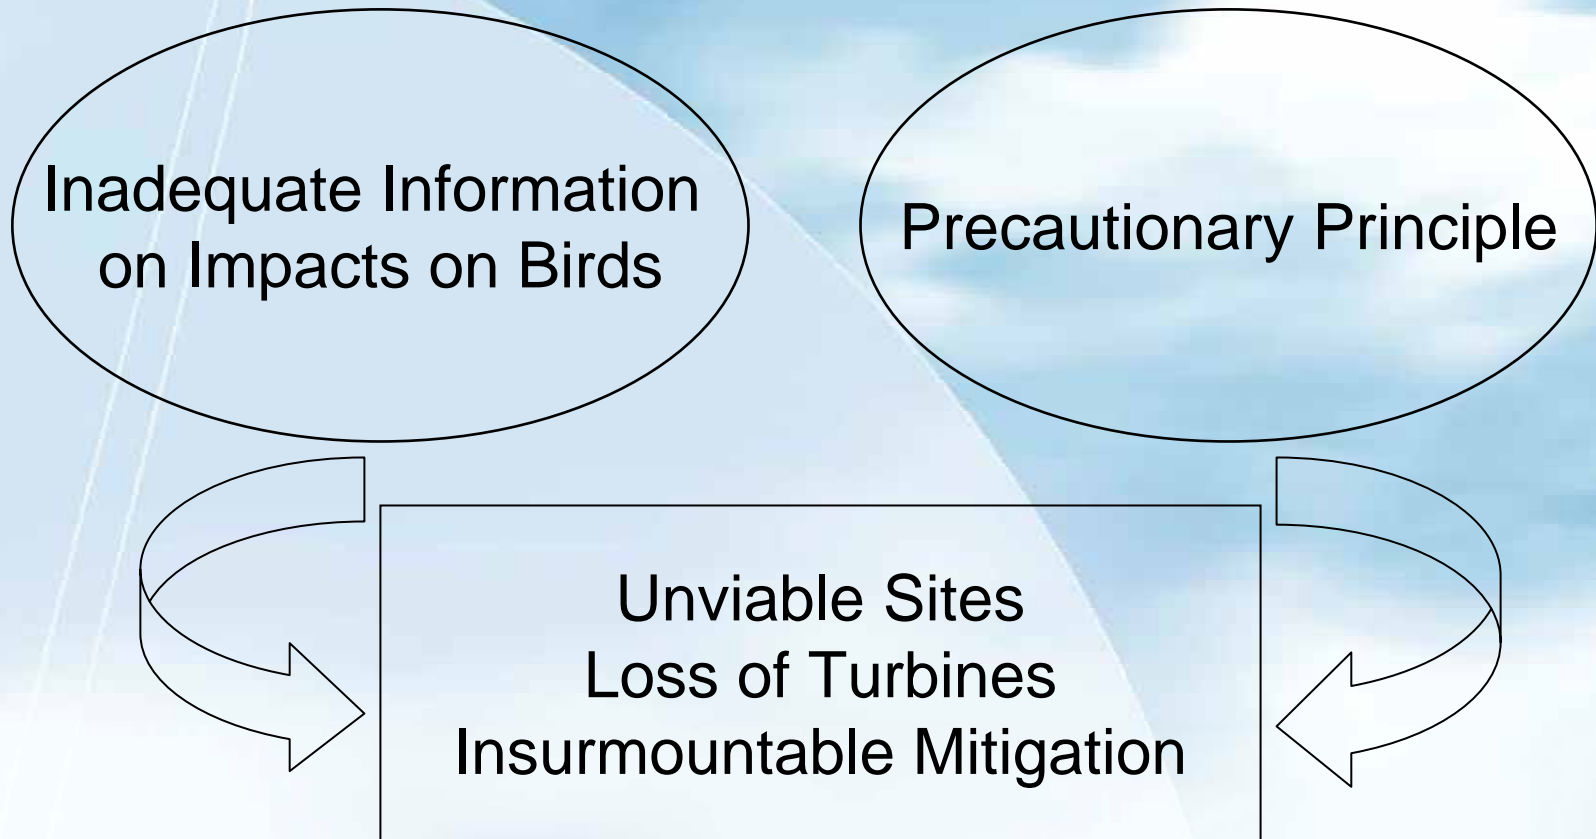 Inadequate Information
on Impacts on Birds
Precautionary Principle
Unviable Sites
Loss of Turbines
Insurmountable Mitigation